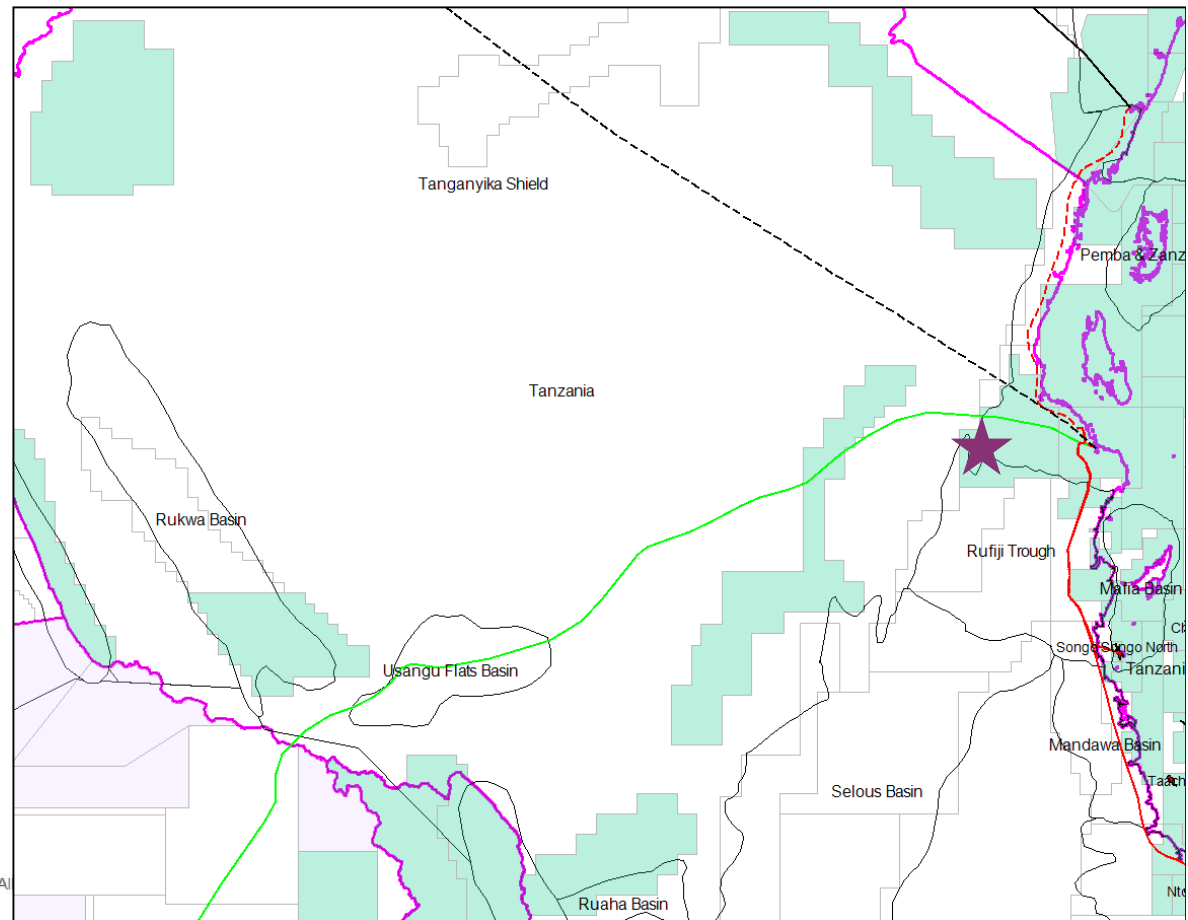 Tanganyika Shield
Pemba & Zanz
Tanzania
Rukwa Basin
Rufiji Trough
Mafia Basin
Songo Songo North
Usangu Flats Basin
Tanzani
Mandawa Basin
Selous Basin
Ruaha Basin